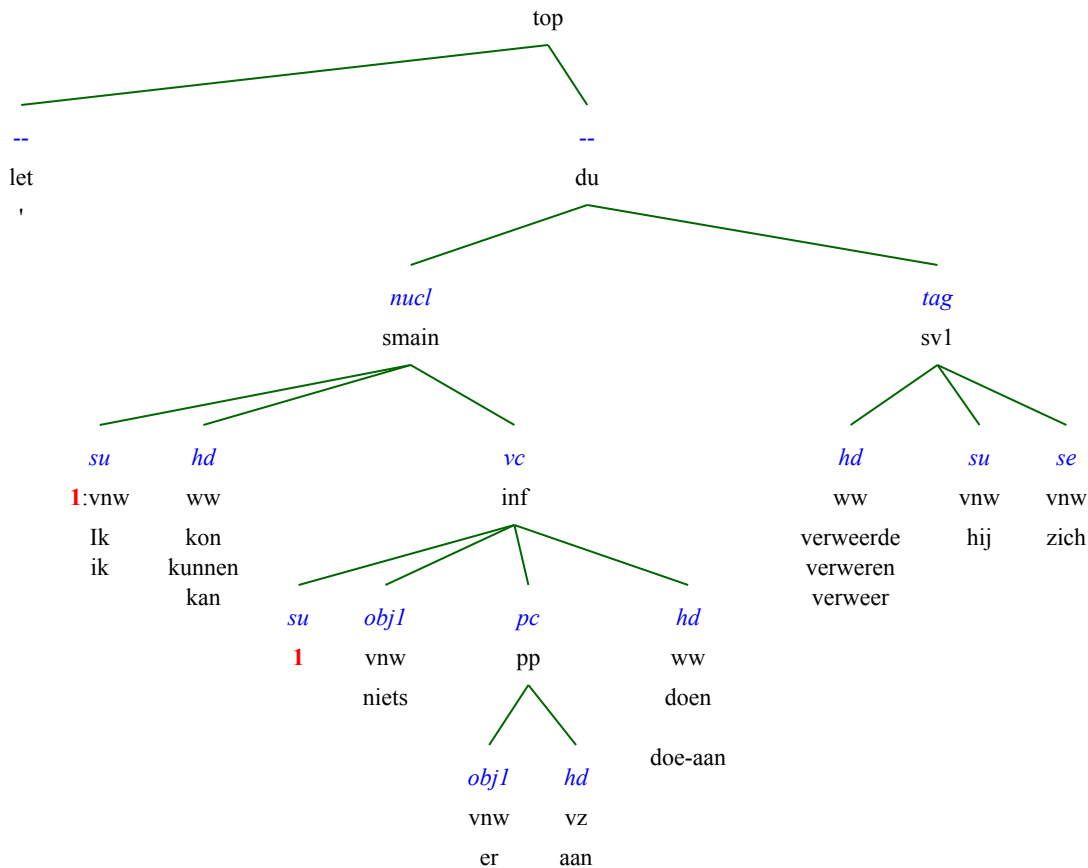 top
-- --
let du
'
nucl tag
smain sv1
su hd vc hd su se
1:vnw ww inf ww vnw vnw
Ik kon verweerde hij zich
ik kunnen verweren
kan verweer
su obj1 pc hd
1 vnw pp ww
niets doen
doe-aan
obj1 hd
vnw vz
er aan